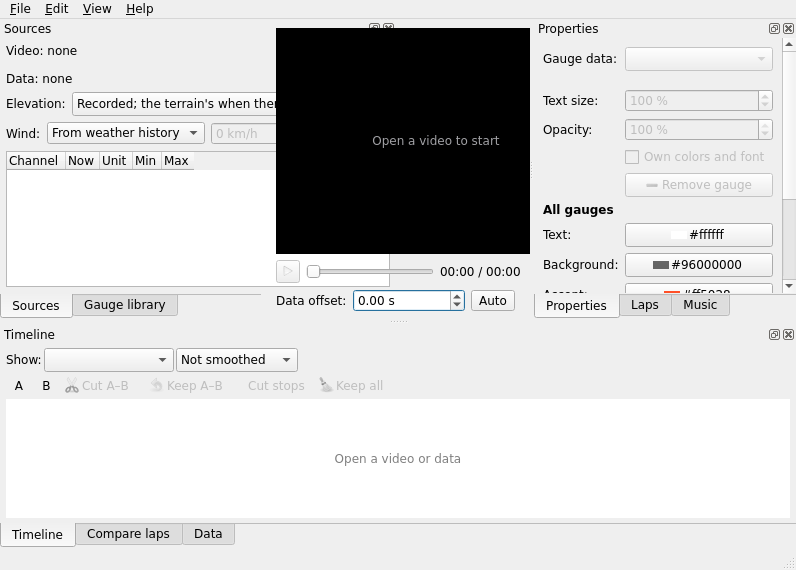 File Edit View Help
Sources
Video: none
Data: none
Elevation: Recorded; the terrain's when ther
Wind: From weather history 0 km/h
Channel Now Unit Min Max
Sources Gauge library
Open a video to start
00:00 / 00:00
Data offset: 0.00 s Auto
Properties
Gauge data:
Text size: 100 %
Opacity: 100 %
Own colors and font
Remove gauge
All gauges
Text: #ffffff
Background: #96000000
Properties Laps Music
Timeline
Show: Not smoothed
A B Cut A–B Keep A–B Cut stops Keep all
Open a video or data
Timeline Compare laps Data